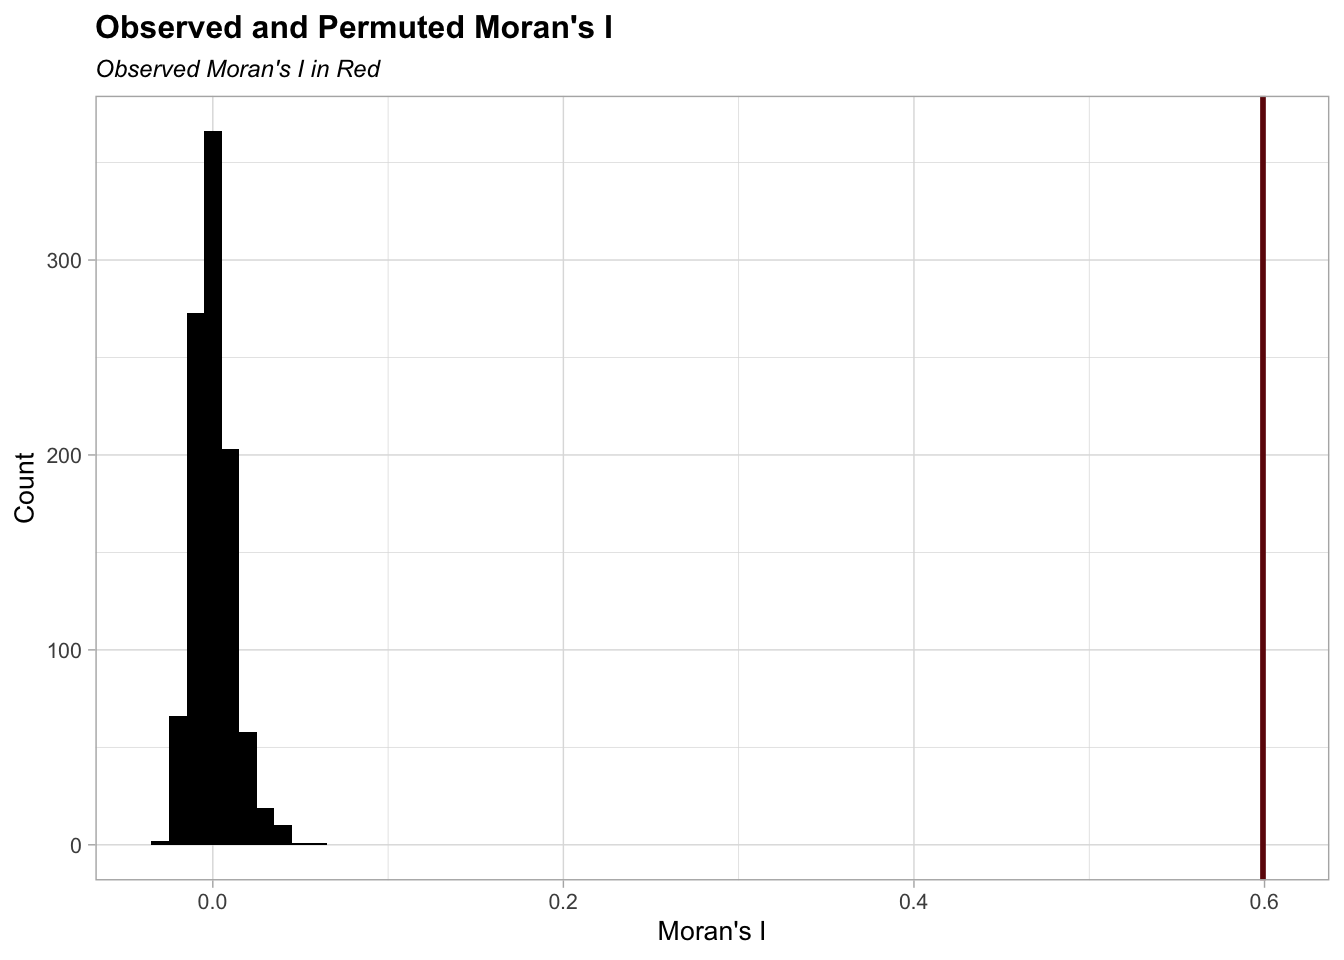 Observed and Permuted Moran's I
Observed Moran's I in Red
Count
300
200
100
0
0.0 0.2 0.4 0.6
Moran's I